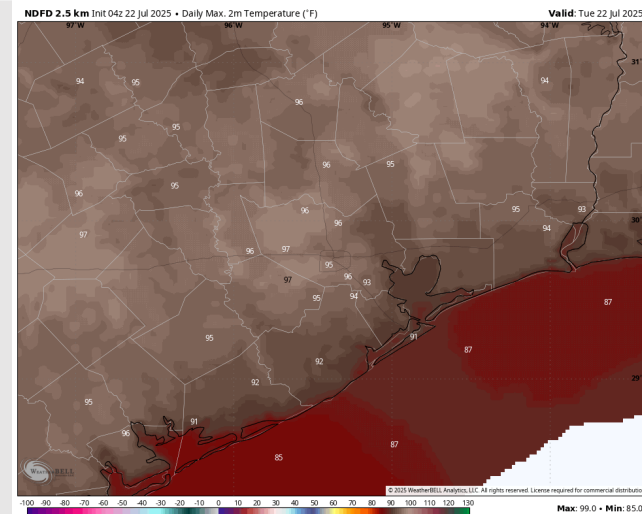 NDFD 2.5 km Init 04z 22 Jul 2025 • Daily Max. 2m Temperature (°F)
Valid: Tue 22 Jul 2025
97°W 96°W 95°W 94°W
31°
94 95 94
96
95 95
96 95
95
96
96 95 93
96
97 94
30°
96 97
95
97 96 93
95 94
87
95 91
87
92
29°
92
95
91
96
87
85
WEATHERBELL
© 2025 WeatherBELL Analytics, LLC. All rights reserved. License required for commercial distributio
-100 -90 -80 -70 -60 -50 -40 -30 -20 -10 0 10 20 30 40 50 60 70 80 90 100 110 120 130
Max: 99.0 • Min: 83.